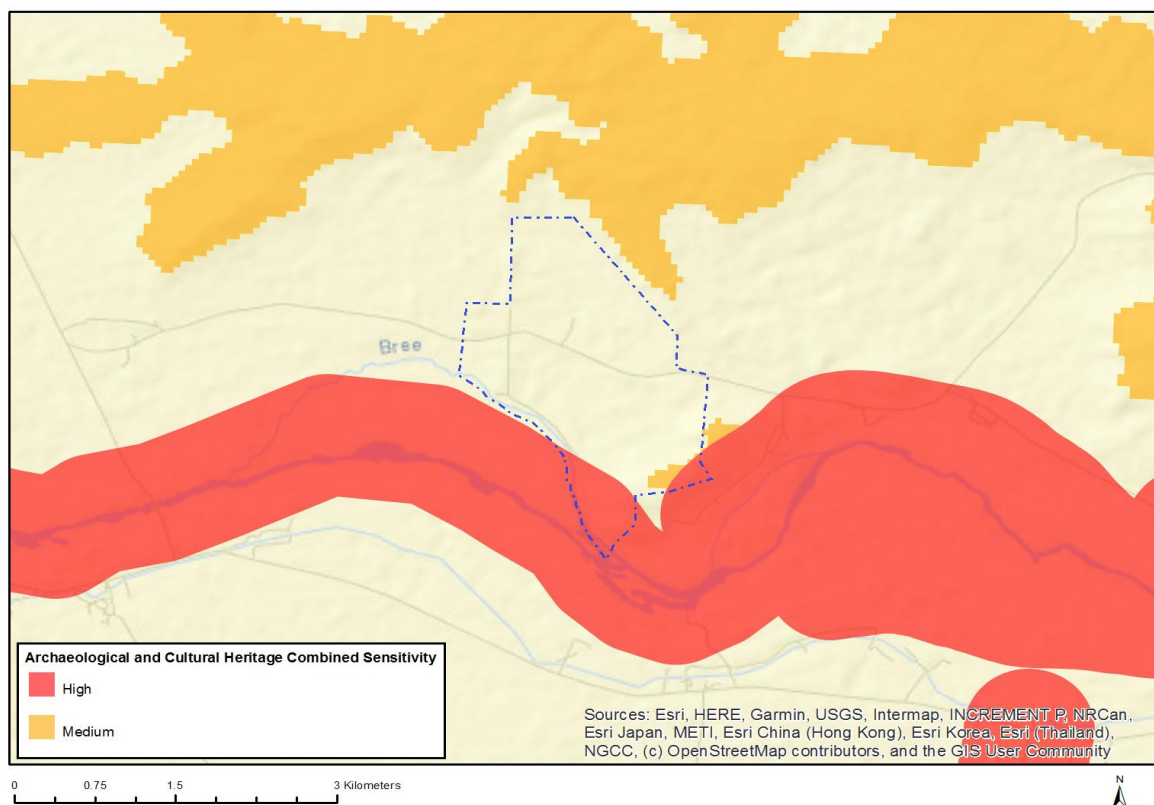 Bree
Archaeological and Cultural Heritage Combined Sensitivity
High
Medium
Sources: Esri, HERE, Garmin, USGS, Intermap, INCREMENT P, NRCan,
Esri Japan, METI, Esri China (Hong Kong), Esri Korea, Esri (Thailand),
NGCC, (c) OpenStreetMap contributors, and the GIS User Community
0 0.75 1.5 3 Kilometers
N